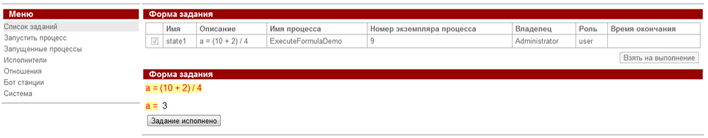 Меню
Список заданий
Запустить процесс
Запущенные процессы
Исполнители
Отношения
Бот станции
Система
Форма задания
Имя Описание Имя процесса Номер экземпляра процесса Владелец Роль Время окончания
state1 a = (10 + 2) / 4 ExecuteFormulaDemo 9 Administrator user
Взять на выполнение
Форма задания
a = (10 + 2) / 4
a = 3
Задание исполнено